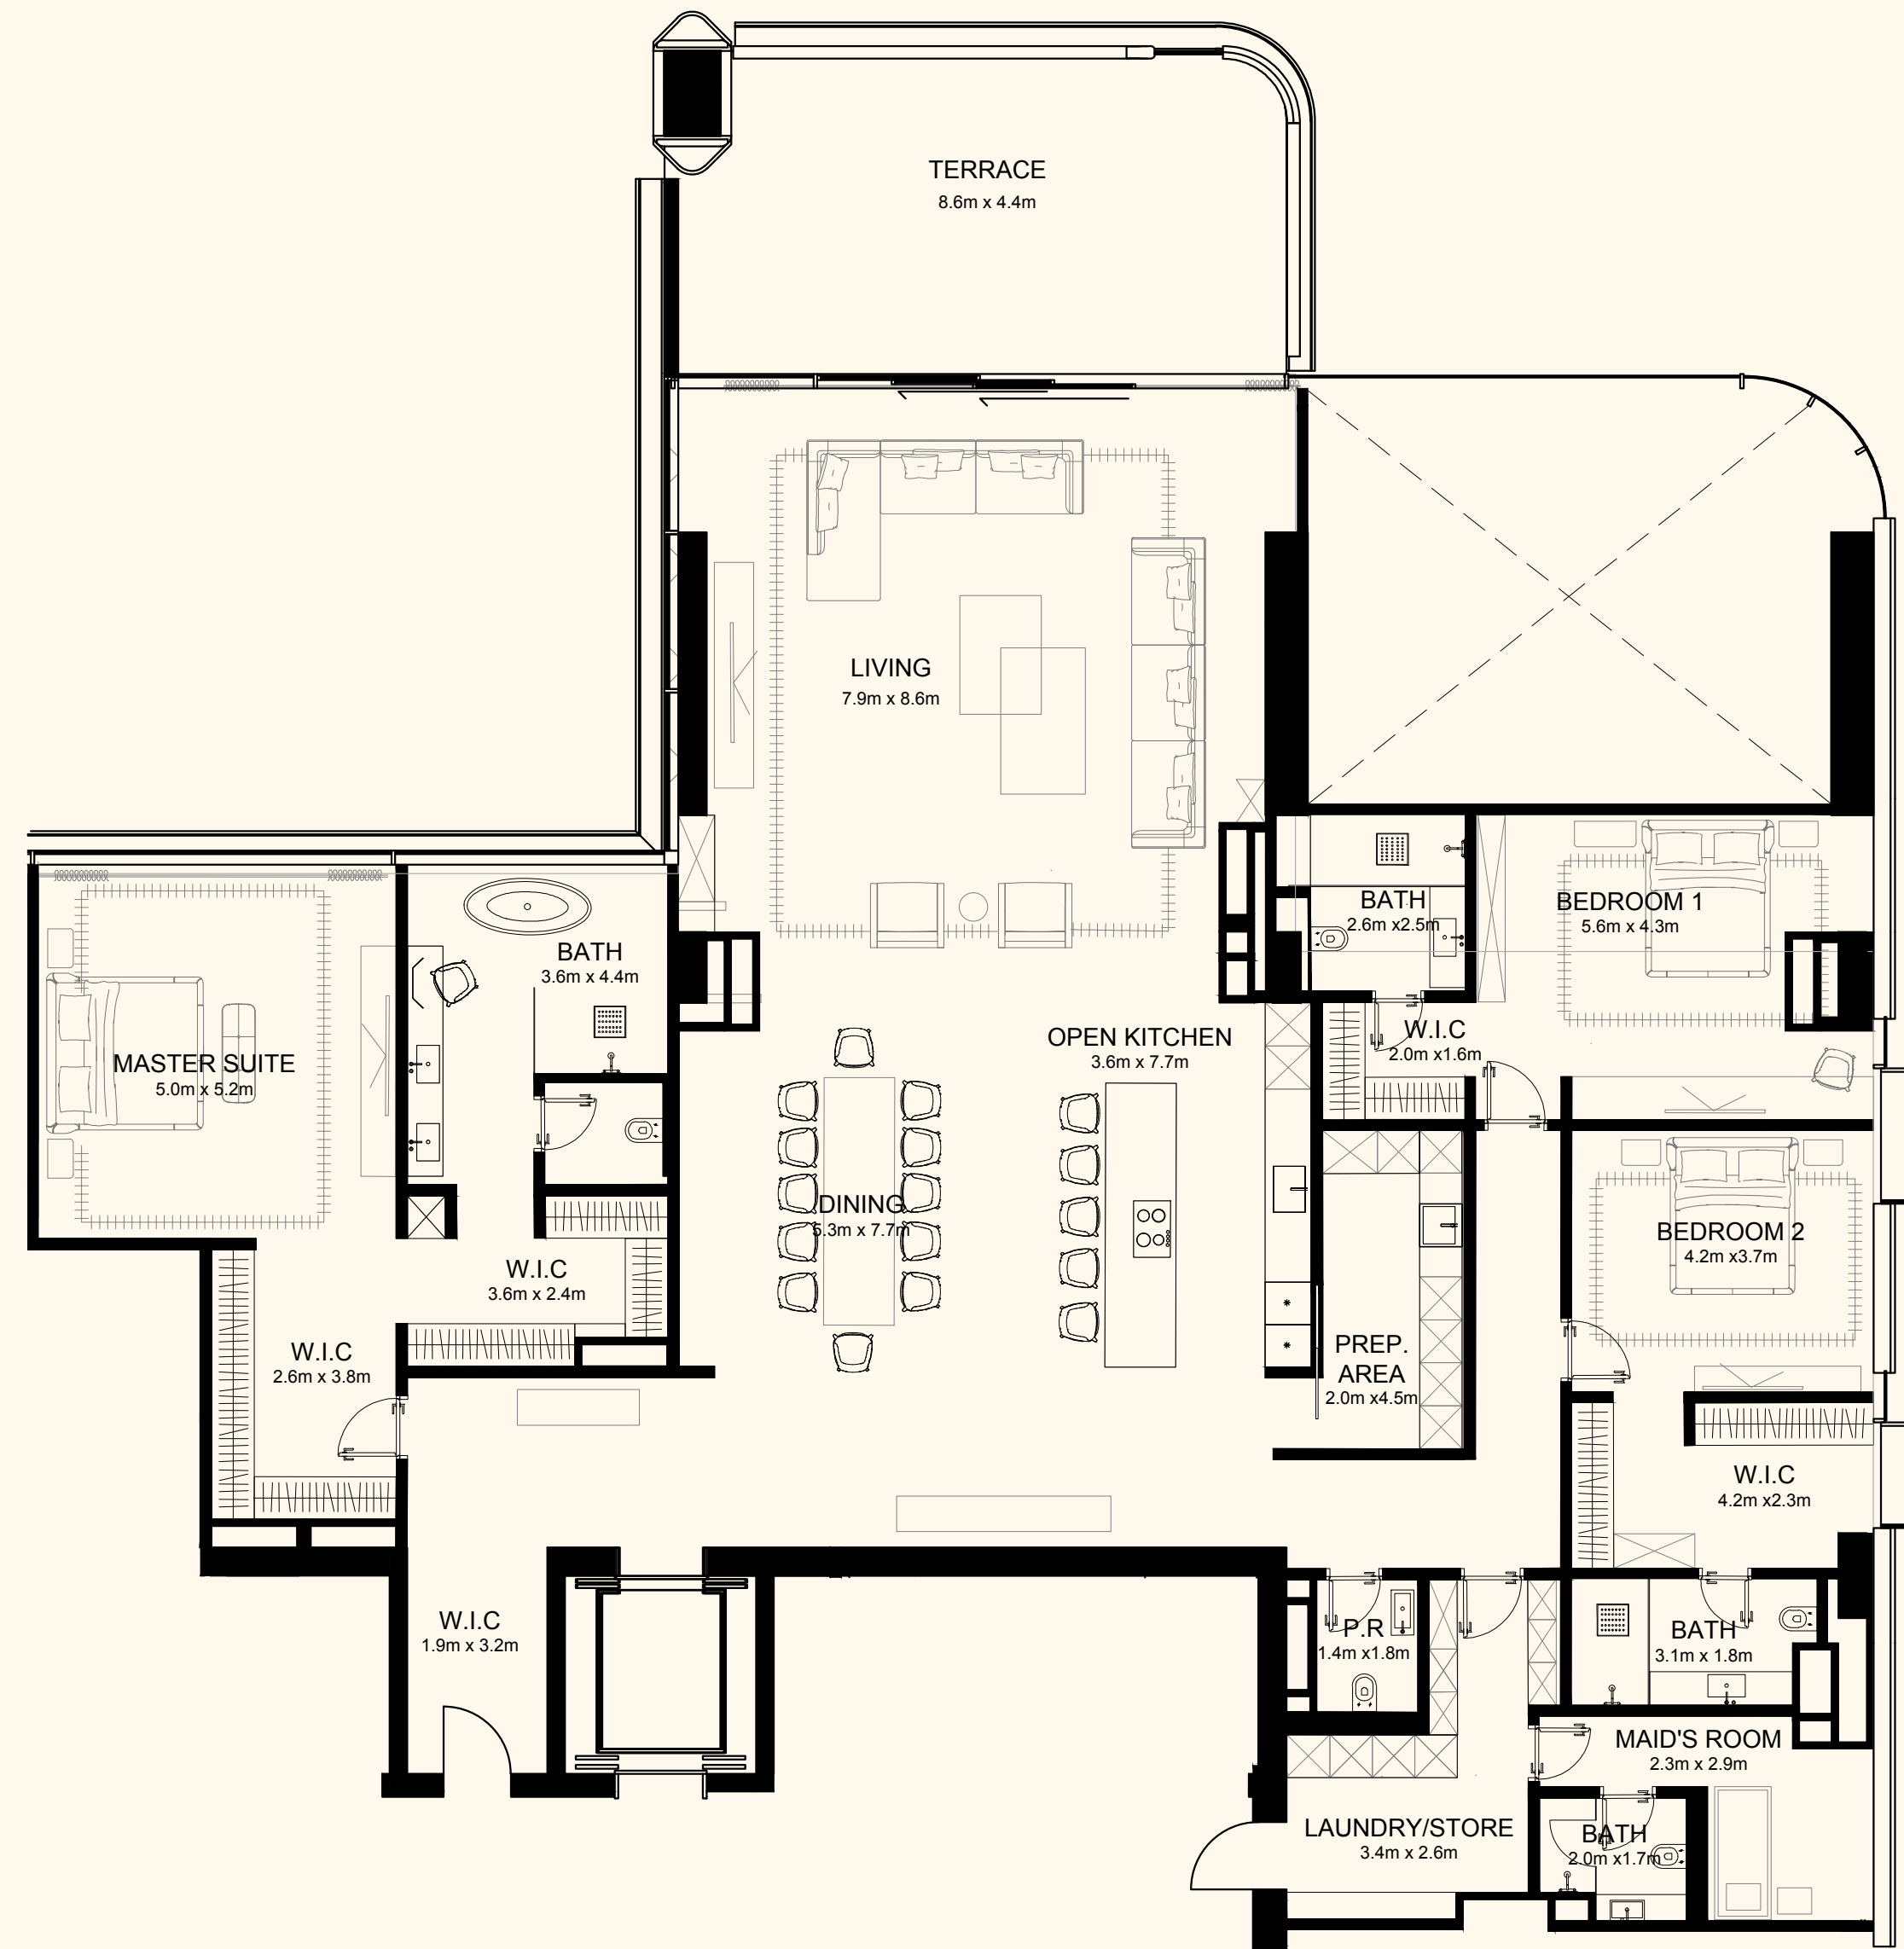 TERRACE
8.6m x 4.4m
LIVING
7.9m x 8.6m
BATH
2.6m x2.5m
BEDROOM 1
5.6m x 4.3m
BATH
3.6m x 4.4m
MASTER SUITE
5.0m x 5.2m
OPEN KITCHEN
3.6m x 7.7m
W.I.C
2.0m x1.6m
DINING
5.3m x 7.7m
BEDROOM 2
4.2m x3.7m
W.I.C
3.6m x 2.4m
W.I.C
2.6m x 3.8m
PREP.
AREA
2.0m x4.5m
W.I.C
4.2m x2.3m
W.I.C
1.9m x 3.2m
P.R
1.4m x1.8m
BATH
3.1m x 1.8m
MAID'S ROOM
2.3m x 2.9m
LAUNDRY/STORE
3.4m x 2.6m
BATH
2.0m x1.7m